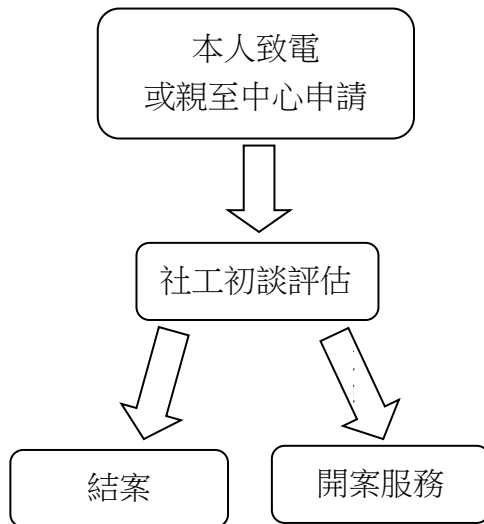 本人致電
或親至中心申請
社工初談評估
結案
開案服務